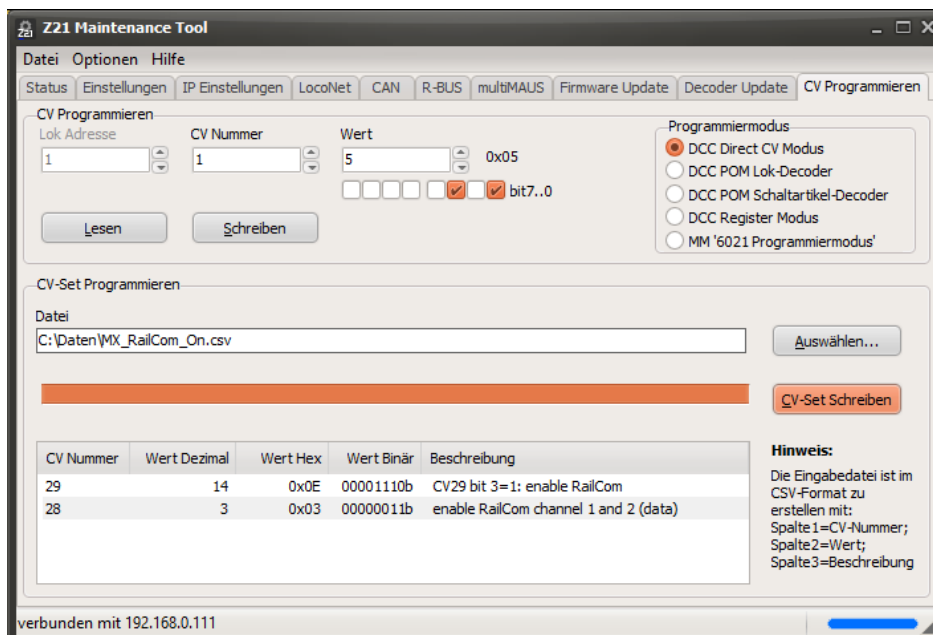 Z21 Maintenance Tool
Datei Optionen Hilfe
Status Einstellungen IP Einstellungen LocoNet CAN R-BUS multiMAUS Firmware Update Decoder Update CV Programmieren
CV Programmieren
Lok Adresse CV Nummer Wert
1 1 5 0x05
bit7..0
Lesen Schreiben
Programmiermodus
DCC Direct CV Modus
DCC POM Lok-Decoder
DCC POM Schaltartikel-Decoder
DCC Register Modus
MM '6021 Programmiermodus'
CV-Set Programmieren
Datei
C:\Daten\MX_RailCom_On.csv
Auswählen...
CV-Set Schreiben
CV Nummer Wert Dezimal Wert Hex Wert Binär Beschreibung
29 14 0x0E 00001110b CV29 bit 3=1: enable RailCom
28 3 0x03 00000011b enable RailCom channel 1 and 2 (data)
Hinweis:
Die Eingabedatei ist im
CSV-Format zu
erstellen mit:
Spalte1=CV-Nummer;
Spalte2=Wert;
Spalte3=Beschreibung
verbunden mit 192.168.0.111